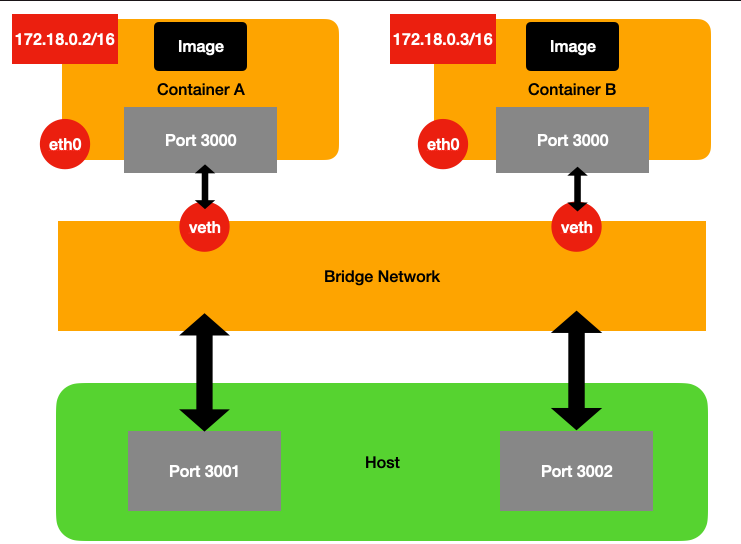 172.18.0.2/16
Image
Container A
Port 3000
eth0
veth
172.18.0.3/16
Image
Container B
Port 3000
eth0
veth
Bridge Network
Port 3001
Host
Port 3002